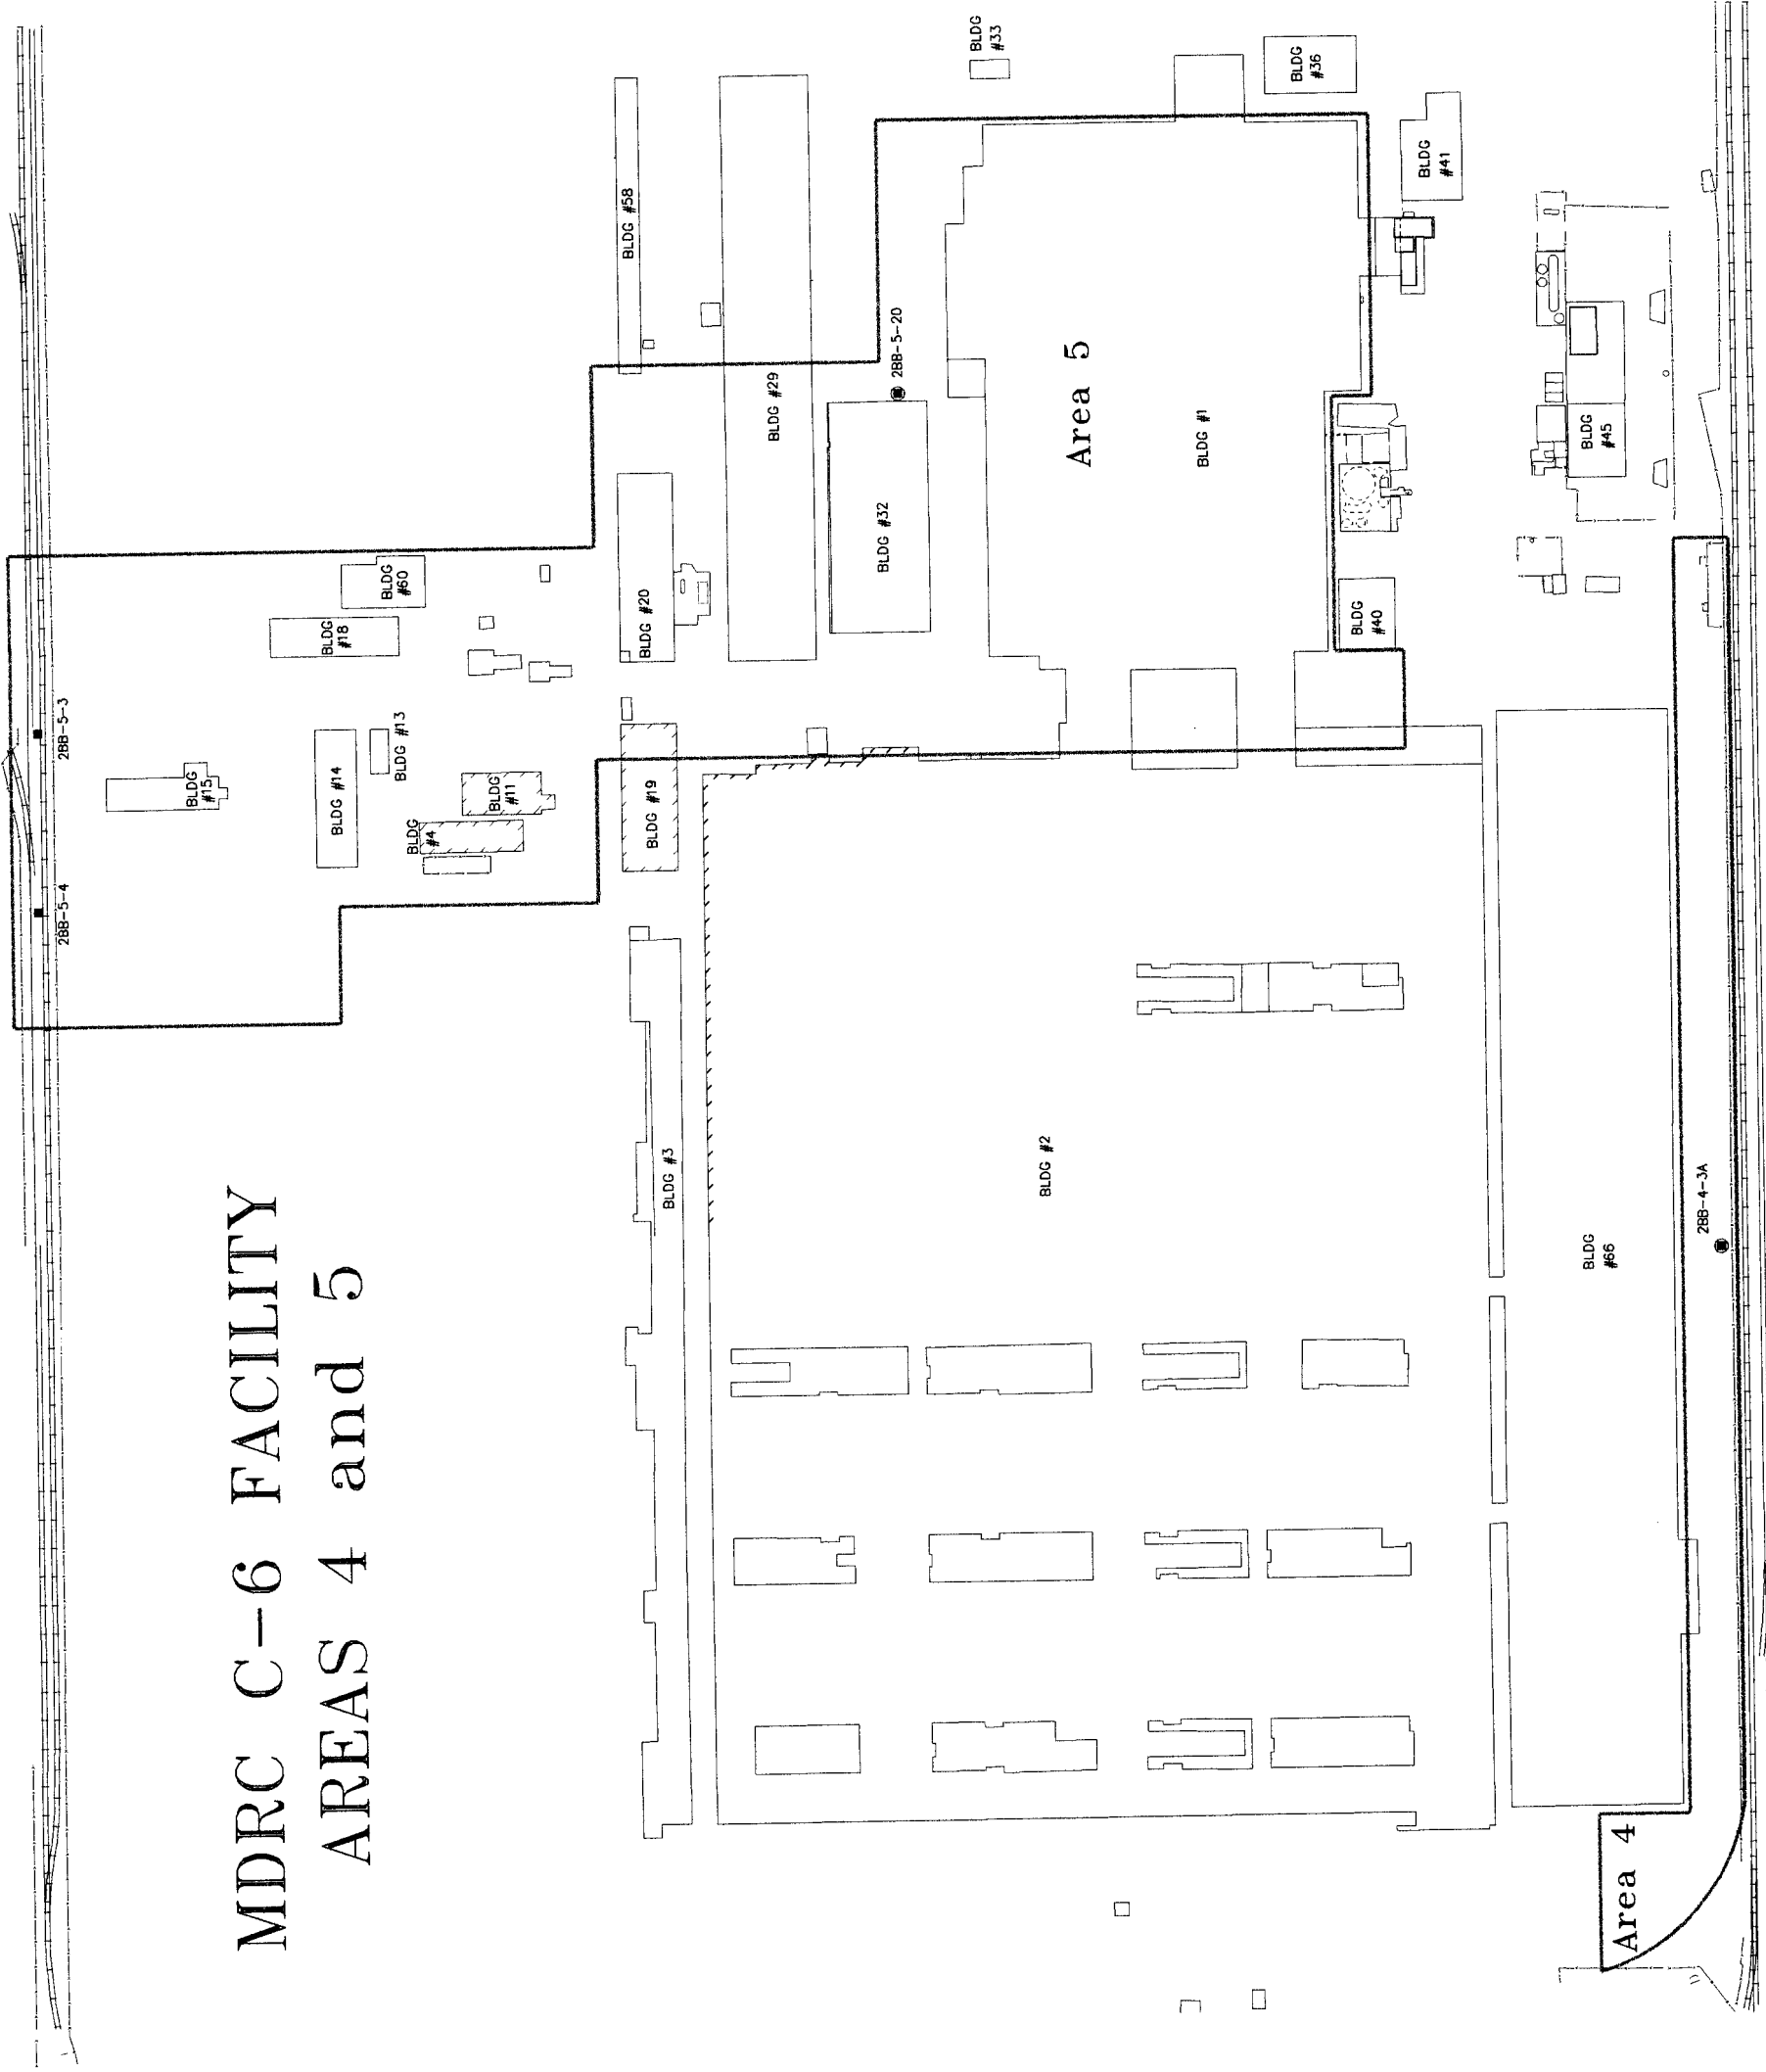 MDRC C-6 FACILITY
AREAS 4 and 5
2BB-5-4
2BB-5-3
BLDG
#15
BLDG #14
BLDG #13
BLDG
#18
BLDG
#60
BLDG
#4
BLDG
#11
BLDG #19
BLDG #20
BLDG #58
BLDG #3
BLDG #29
BLDG #32
2BB-5-20
BLDG
#33
BLDG #2
Area 5
BLDG #1
BLDG
#36
BLDG
#40
BLDG
#41
BLDG
#66
BLDG
#45
Area 4
2BB-4-3A